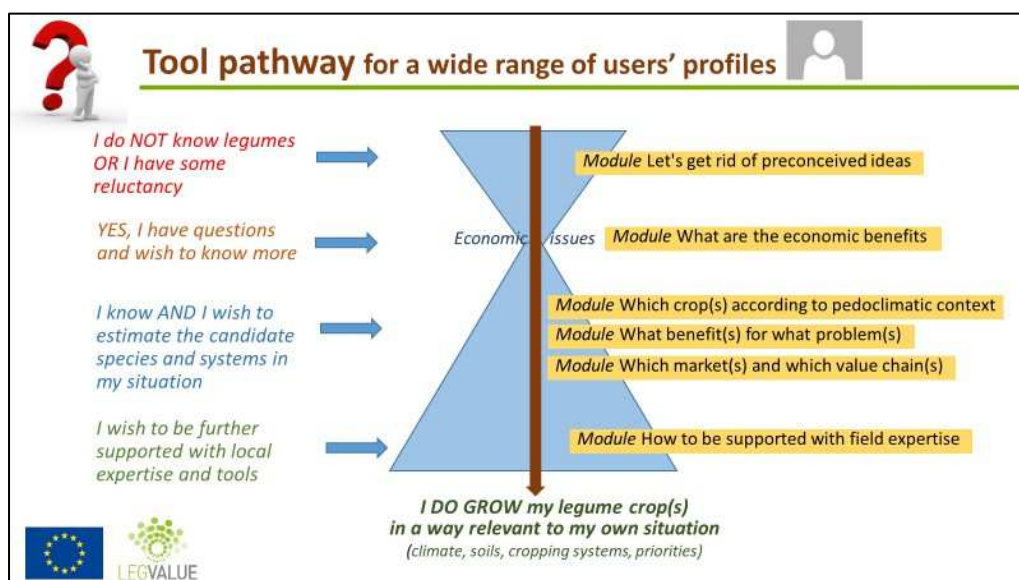 Tool pathway for a wide range of users' profiles
I do NOT know legumes
OR I have some
reluctancy
Module Let's get rid of preconceived ideas
YES, I have questions
and wish to know more
Economic issues
Module What are the economic benefits
I know AND I wish to
estimate the candidate
species and systems in
my situation
Module Which crop(s) according to pedoclimatic context
Module What benefit(s) for what problem(s)
Module Which market(s) and which value chain(s)
I wish to be further
supported with local
expertise and tools
Module How to be supported with field expertise
I DO GROW my legume crop(s)
in a way relevant to my own situation
(climate, soils, cropping systems, priorities)
LEGVALUE